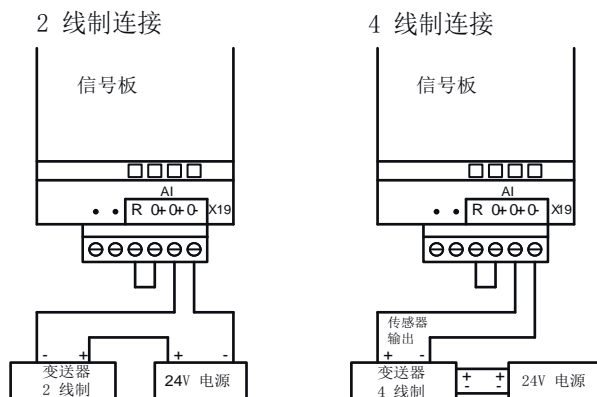 2 线制连接
4 线制连接
信号板
信号板
AI
R 0+ 0+ 0- X19
AI
R 0+ 0+ 0- X19
传感器
输出
- +
+ -
+ -
变送器
2 线制
24V 电源
变送器
4 线制
+ +
- -
24V 电源